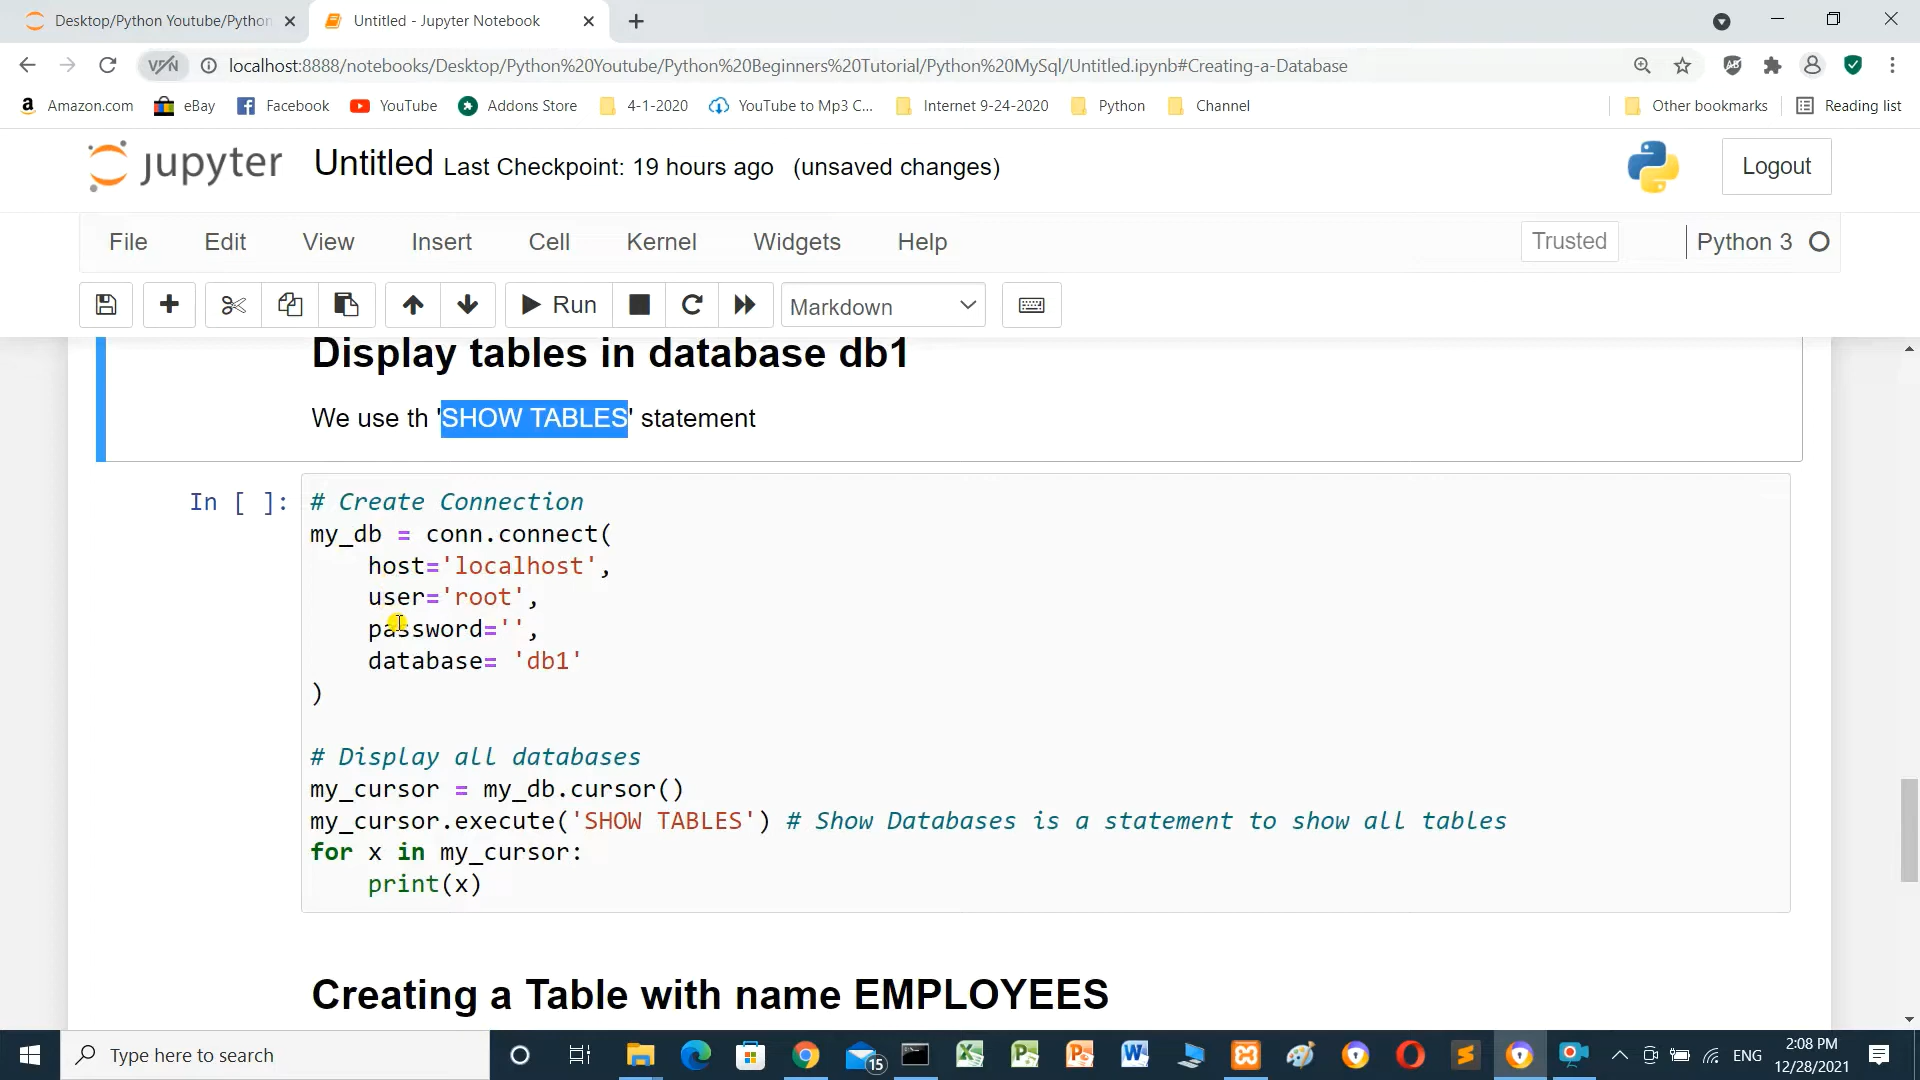 Desktop/Python Youtube/Python
Untitled - Jupyter Notebook
VPN
localhost:8888/notebooks/Desktop/Python%20Youtube/Python%20Beginners%20Tutorial/Python%20MySql/Untitled.ipynb#Creating-a-Database
Amazon.com
eBay
Facebook
YouTube
Addons Store
4-1-2020
YouTube to Mp3 C...
Internet 9-24-2020
Python
Channel
Other bookmarks
Reading list
jupyter
Untitled Last Checkpoint: 19 hours ago (unsaved changes)
Logout
File Edit View Insert Cell Kernel Widgets Help
Trusted
Python 3
Run
Markdown
Display tables in database db1
We use th 'SHOW TABLES' statement
In [ ]:
# Create Connection
my_db = conn.connect(
host='localhost',
user='root',
password='',
database= 'db1'
)
# Display all databases
my_cursor = my_db.cursor()
my_cursor.execute('SHOW TABLES') # Show Databases is a statement to show all tables
for x in my_cursor:
print(x)
Creating a Table with name EMPLOYEES
Type here to search
15
ENG
2:08 PM
12/28/2021